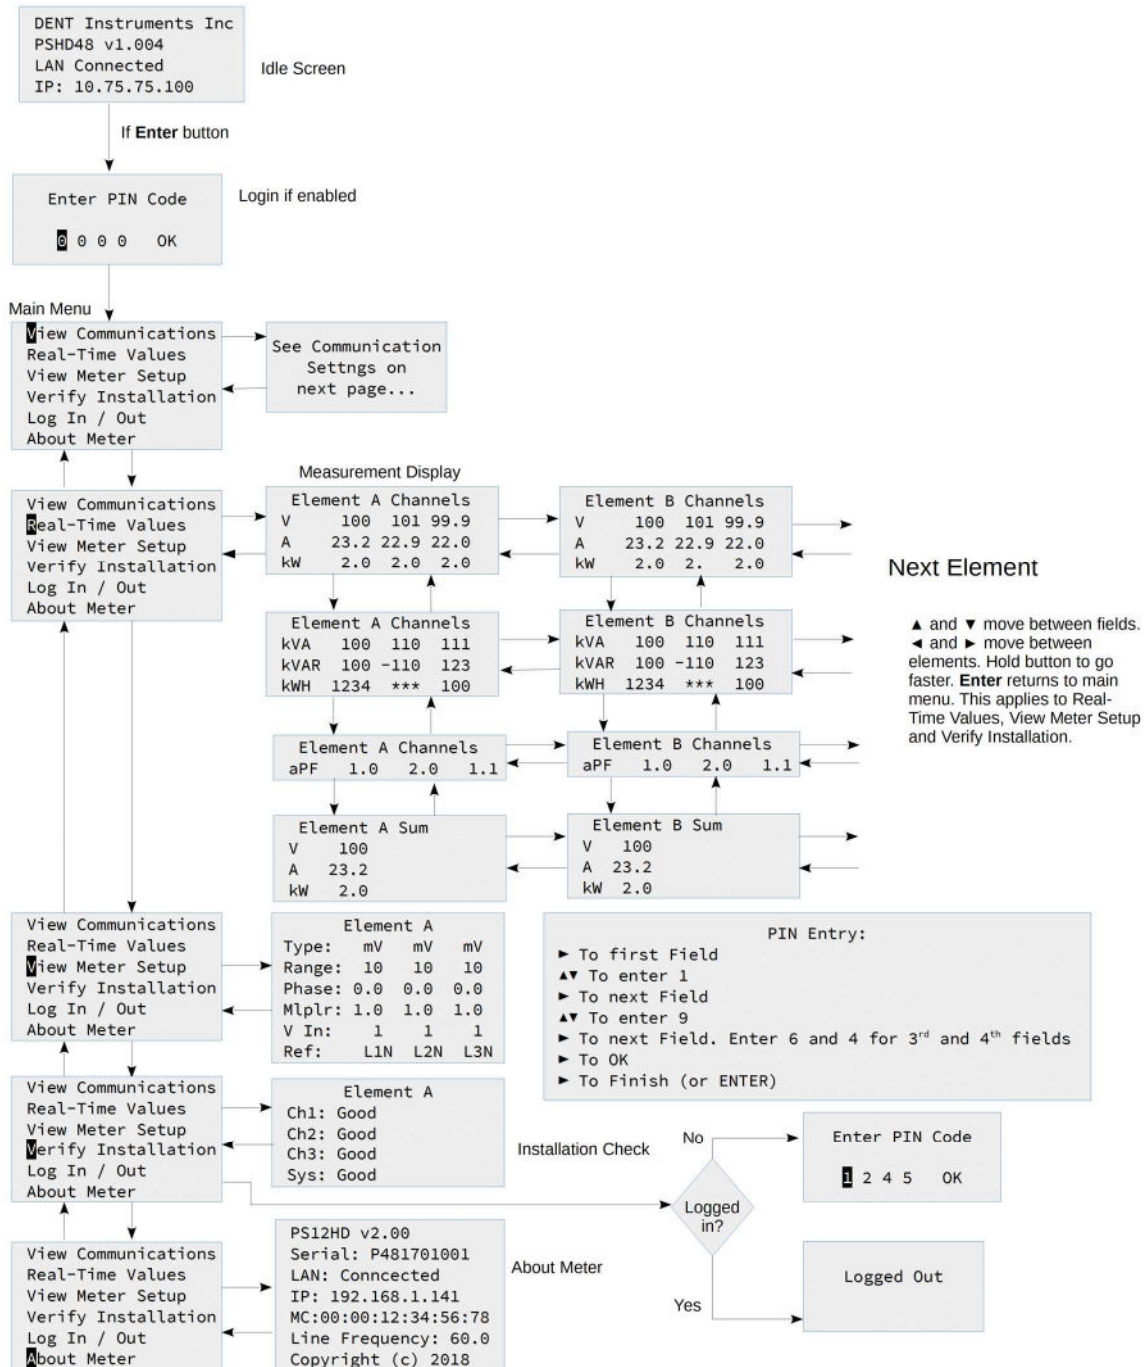 DENT Instruments Inc
PSHD48 v1.004
LAN Connected
IP: 10.75.75.100
Idle Screen
If Enter button
Enter PIN Code
0 0 0 0 OK
Login if enabled
Main Menu
View Communications
Real-Time Values
View Meter Setup
Verify Installation
Log In / Out
About Meter
See Communication
Settngs on
next page...
View Communications
Real-Time Values
View Meter Setup
Verify Installation
Log In / Out
About Meter
Measurement Display
Element A Channels
V 100 101 99.9
A 23.2 22.9 22.0
kW 2.0 2.0 2.0
Element B Channels
V 100 101 99.9
A 23.2 22.9 22.0
kW 2.0 2. 2.0
Element A Channels
kVA 100 110 111
kVAR 100 -110 123
kWH 1234 *** 100
Element B Channels
kVA 100 110 111
kVAR 100 -110 123
kWH 1234 *** 100
Element A Channels
aPF 1.0 2.0 1.1
Element B Channels
aPF 1.0 2.0 1.1
Element A Sum
V 100
A 23.2
kW 2.0
Element B Sum
V 100
A 23.2
kW 2.0
Next Element
▲ and ▼ move between fields.
◄ and ► move between
elements. Hold button to go
faster. Enter returns to main
menu. This applies to Real-
Time Values, View Meter Setup
and Verify Installation.
View Communications
Real-Time Values
View Meter Setup
Verify Installation
Log In / Out
About Meter
Element A
Type: mV mV mV
Range: 10 10 10
Phase: 0.0 0.0 0.0
Mlplr: 1.0 1.0 1.0
V In: 1 1 1
Ref: L1N L2N L3N
PIN Entry:
► To first Field
▲▼ To enter 1
► To next Field
▲▼ To enter 9
► To next Field. Enter 6 and 4 for 3rd and 4th fields
► To OK
► To Finish (or ENTER)
View Communications
Real-Time Values
View Meter Setup
Verify Installation
Log In / Out
About Meter
Element A
Ch1: Good
Ch2: Good
Ch3: Good
Sys: Good
Installation Check
No
Logged
in?
Yes
Enter PIN Code
1 2 4 5 OK
Logged Out
View Communications
Real-Time Values
View Meter Setup
Verify Installation
Log In / Out
About Meter
PS12HD v2.00
Serial: P481701001
LAN: Conncected
IP: 192.168.1.141
MC:00:00:12:34:56:78
Line Frequency: 60.0
Copyright (c) 2018
About Meter